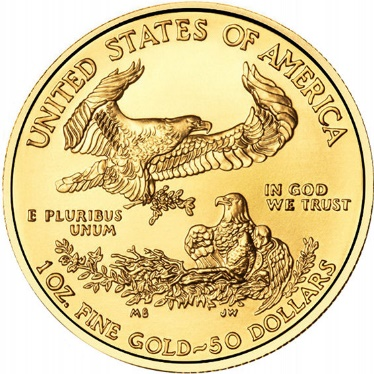 UNITED STATES OF AMERICA
E PLURIBUS
UNUM
IN GOD
WE TRUST
MB
JW
1 OZ. FINE GOLD~50 DOLLARS